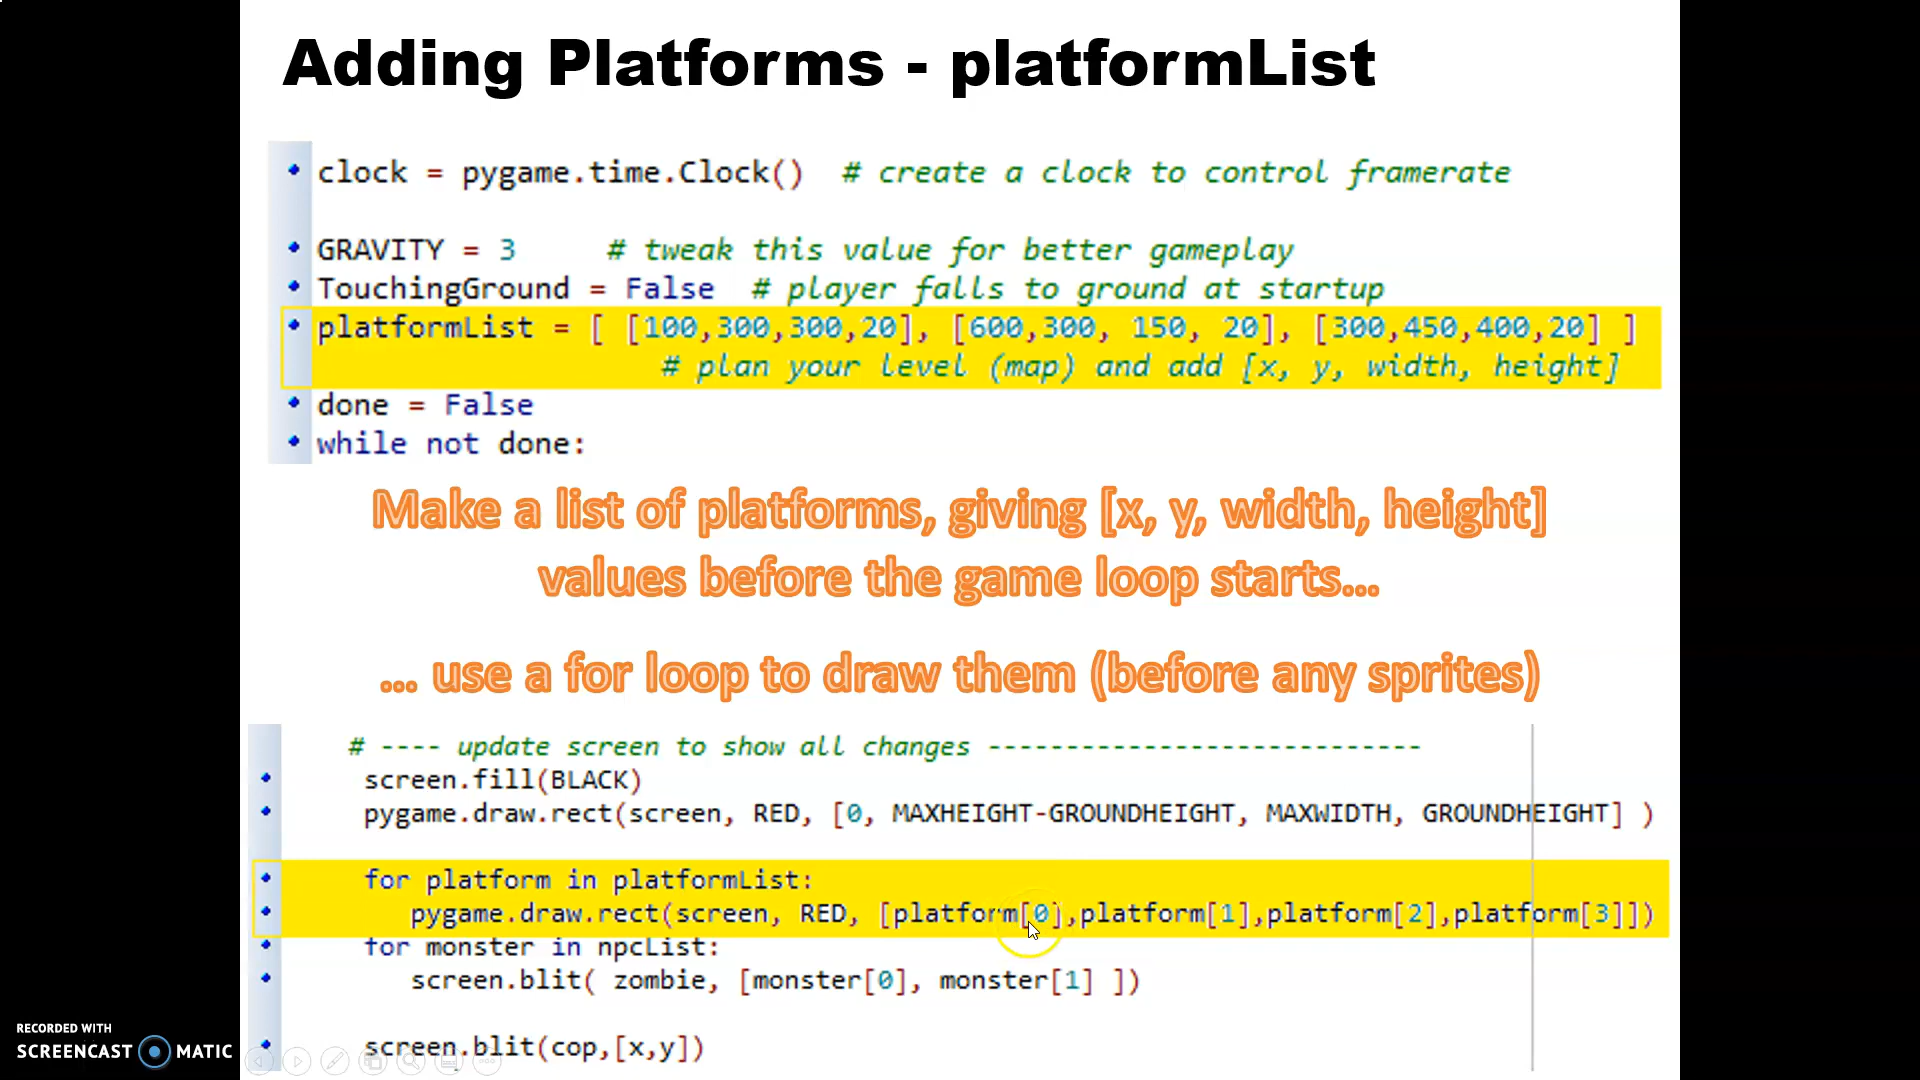 Adding Platforms - platformList
clock = pygame.time.Clock()  # create a clock to control framerate
GRAVITY = 3     # tweak this value for better gameplay
TouchingGround = False  # player falls to ground at startup
platformList = [ [100,300,300,20], [600,300, 150, 20], [300,450,400,20] ]
# plan your level (map) and add [x, y, width, height]
done = False
while not done:
Make a list of platforms, giving [x, y, width, height]
values before the game loop starts...
... use a for loop to draw them (before any sprites)
# ---- update screen to show all changes ----------------------------
screen.fill(BLACK)
pygame.draw.rect(screen, RED, [0, MAXHEIGHT-GROUNDHEIGHT, MAXWIDTH, GROUNDHEIGHT] )
for platform in platformList:
pygame.draw.rect(screen, RED, [platform[0],platform[1],platform[2],platform[3]])
for monster in npcList:
screen.blit( zombie, [monster[0], monster[1] ])
screen.blit(cop,[x,y])
RECORDED WITH
SCREENCAST MATIC